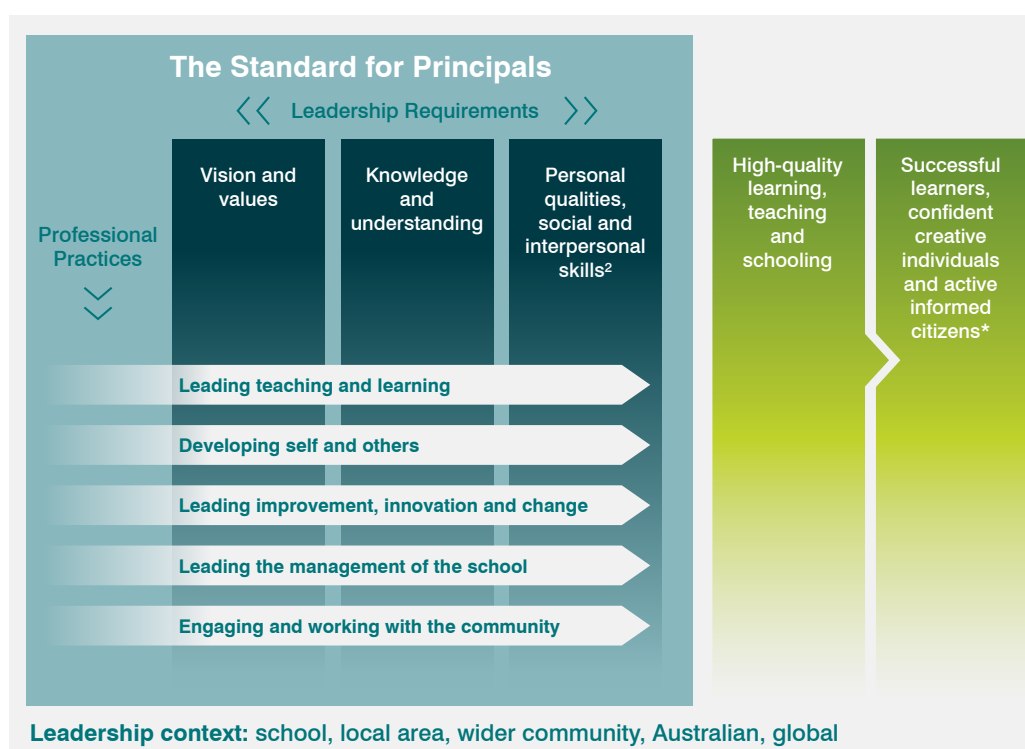 The Standard for Principals
Leadership Requirements
Professional
Practices
Vision and
values
Knowledge
and
understanding
Personal
qualities,
social and
interpersonal
skills²
Leading teaching and learning
Developing self and others
Leading improvement, innovation and change
Leading the management of the school
Engaging and working with the community
High-quality
learning,
teaching
and
schooling
Successful
learners,
confident
creative
individuals
and active
informed
citizens*
Leadership context: school, local area, wider community, Australian, global